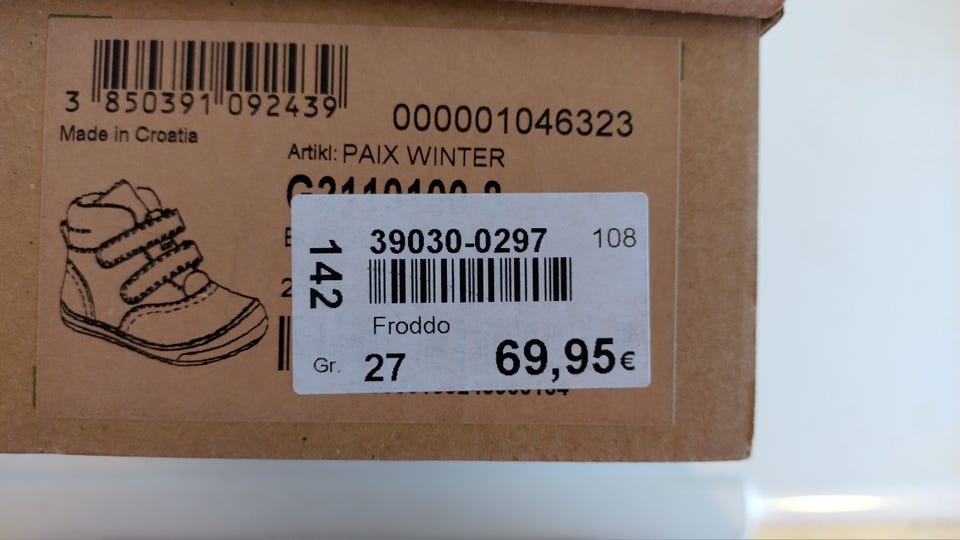 3 850391 092439
000001046323
Made in Croatia
Artikl: PAIX WINTER
39030-0297 108
142
Froddo
Gr. 27 69,95€